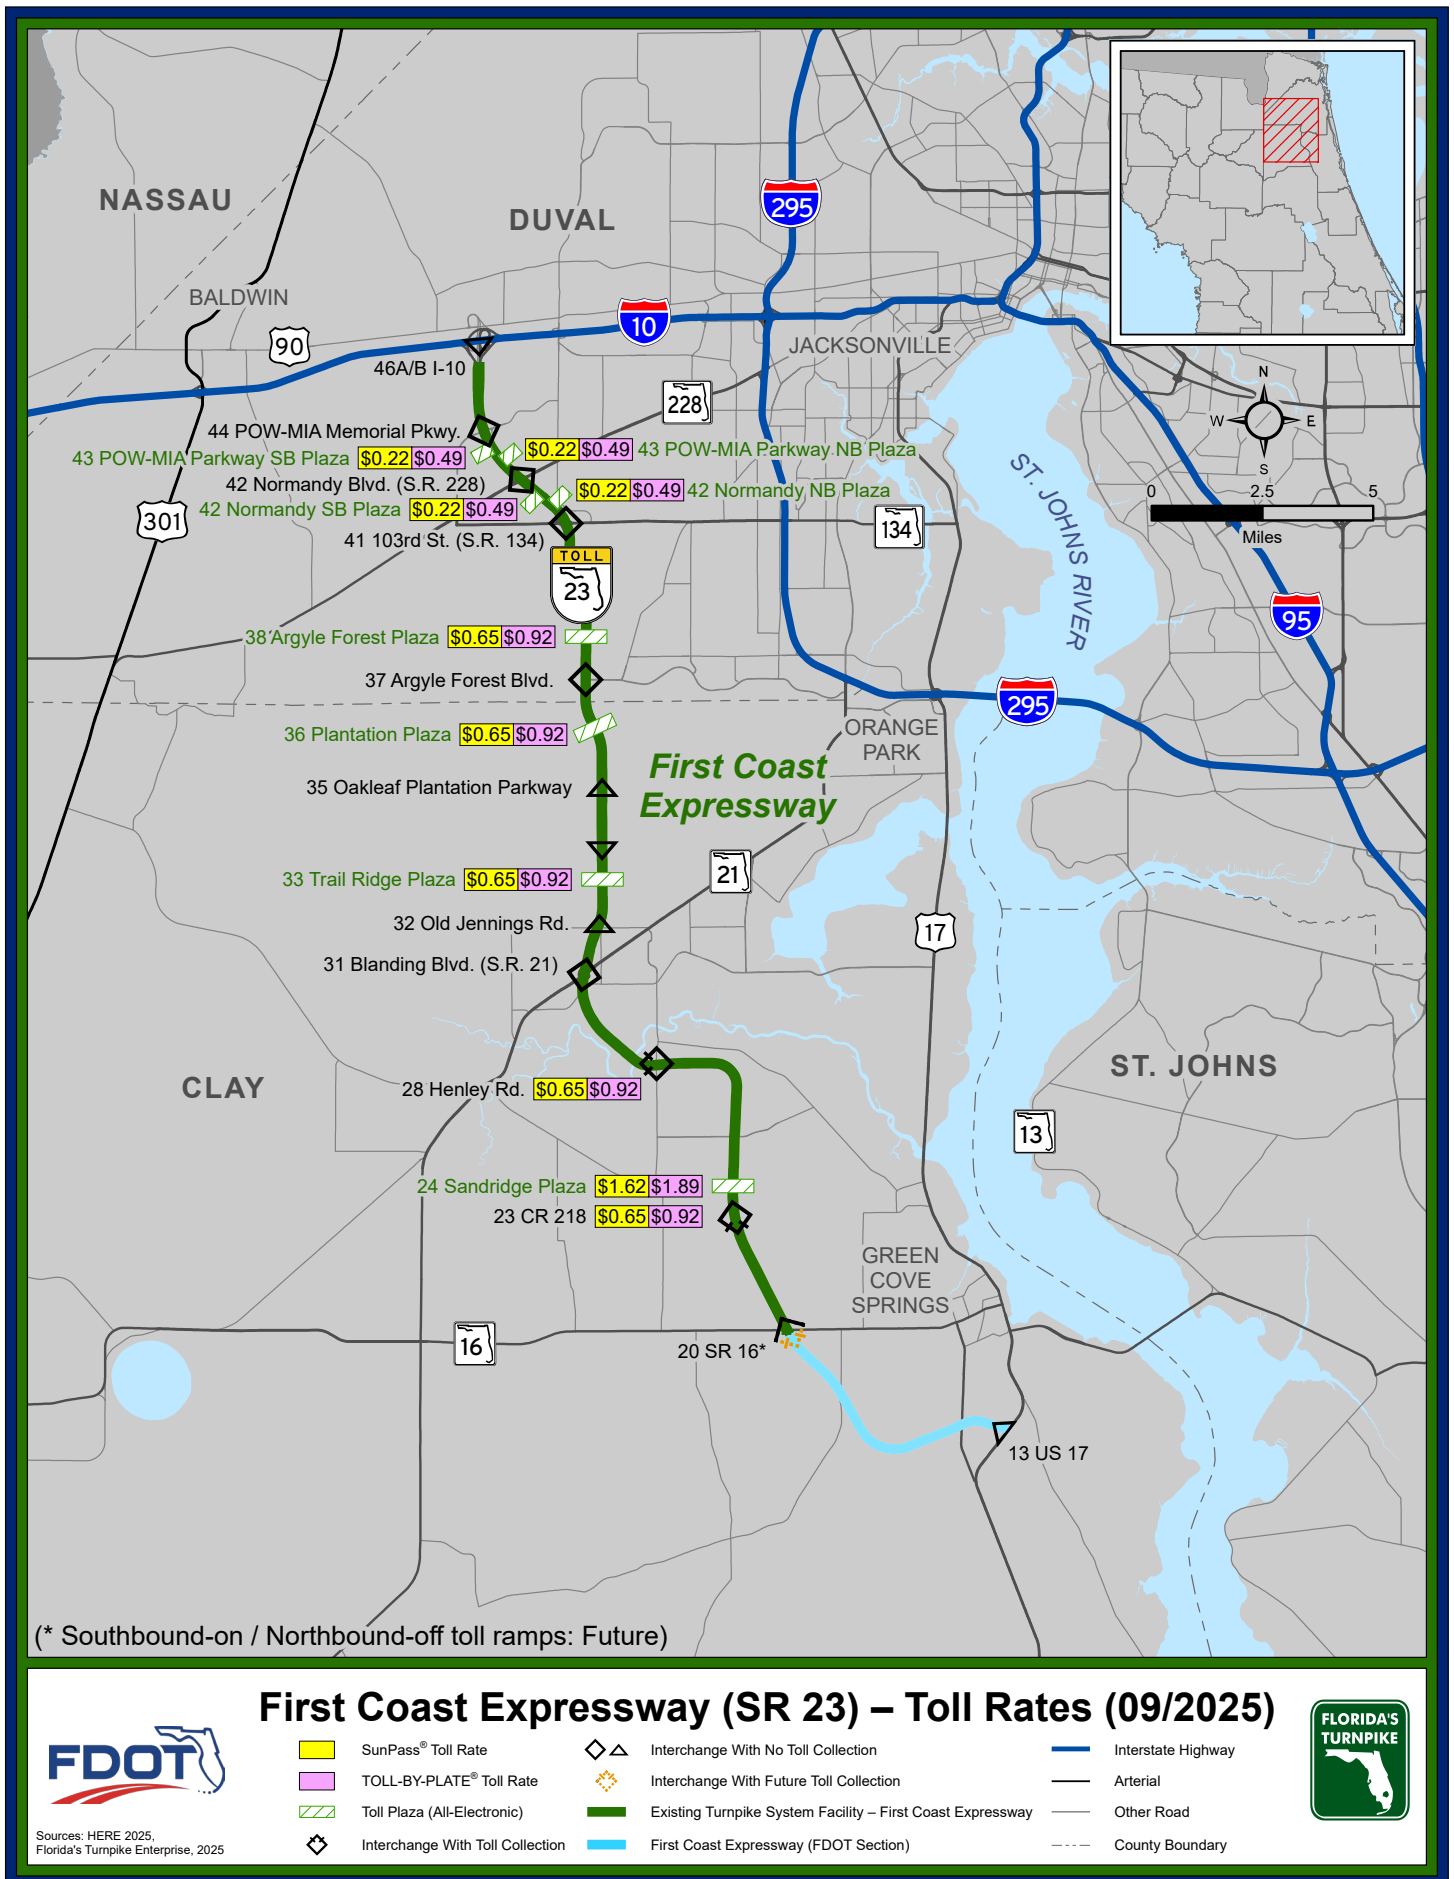 NASSAU
DUVAL
BALDWIN
90
295
10
JACKSONVILLE
46A/B I-10
228
44 POW-MIA Memorial Pkwy.
43 POW-MIA Parkway SB Plaza $0.22 $0.49
$0.22 $0.49 43 POW-MIA Parkway NB Plaza
42 Normandy Blvd. (S.R. 228)
$0.22 $0.49 42 Normandy NB Plaza
42 Normandy SB Plaza $0.22 $0.49
301
134
41 103rd St. (S.R. 134)
TOLL
23
N
W E
S
0 2.5 5
Miles
ST. JOHNS RIVER
95
38 Argyle Forest Plaza $0.65 $0.92
37 Argyle Forest Blvd.
295
36 Plantation Plaza $0.65 $0.92
ORANGE
PARK
First Coast
Expressway
35 Oakleaf Plantation Parkway
33 Trail Ridge Plaza $0.65 $0.92
21
32 Old Jennings Rd.
17
31 Blanding Blvd. (S.R. 21)
CLAY
ST. JOHNS
28 Henley Rd. $0.65 $0.92
13
24 Sandridge Plaza $1.62 $1.89
23 CR 218 $0.65 $0.92
GREEN
COVE
SPRINGS
16
20 SR 16*
13 US 17
(* Southbound-on / Northbound-off toll ramps: Future)
First Coast Expressway (SR 23) – Toll Rates (09/2025)
FDOT
Sources: HERE 2025,
Florida's Turnpike Enterprise, 2025
SunPass® Toll Rate
TOLL-BY-PLATE® Toll Rate
Toll Plaza (All-Electronic)
Interchange With Toll Collection
Interchange With No Toll Collection
Interchange With Future Toll Collection
Existing Turnpike System Facility – First Coast Expressway
First Coast Expressway (FDOT Section)
Interstate Highway
Arterial
Other Road
County Boundary
FLORIDA'S
TURNPIKE